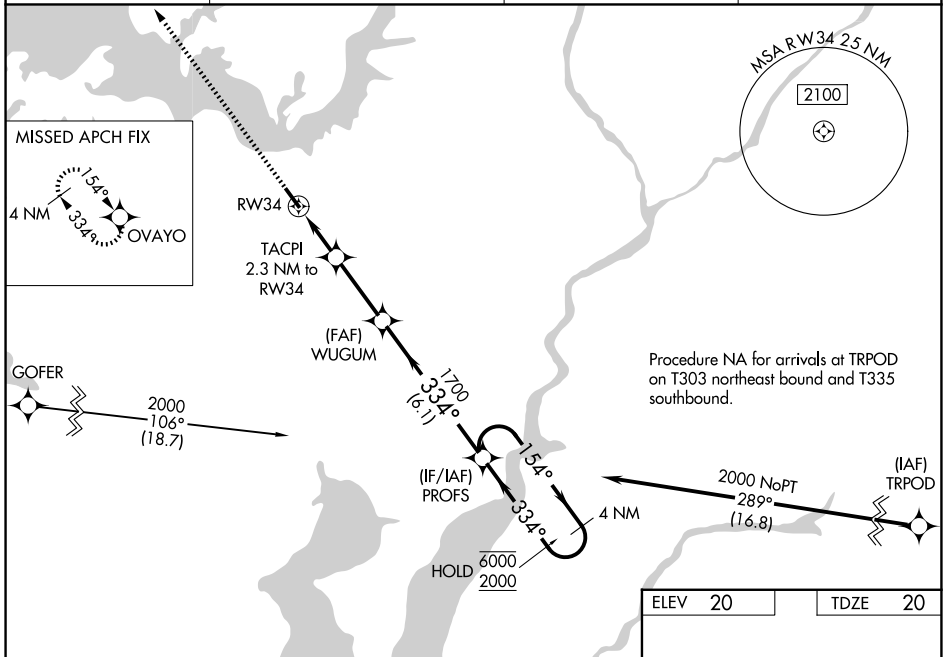 MSA RW34 25 NM
2100
MISSED APCH FIX
154°
4 NM
334°
OVAYO
RW34
TACPI
2.3 NM to
RW34
(FAF)
WUGUM
GOFER
2000
106°
(18.7)
1700
334°
(6.1)
Procedure NA for arrivals at TRPOD
on T303 northeast bound and T335
southbound.
(IF/IAF)
PROFS
154°
334°
4 NM
HOLD
6000
2000
2000 NoPT
289°
(16.8)
(IAF)
TRPOD
ELEV 20
TDZE 20